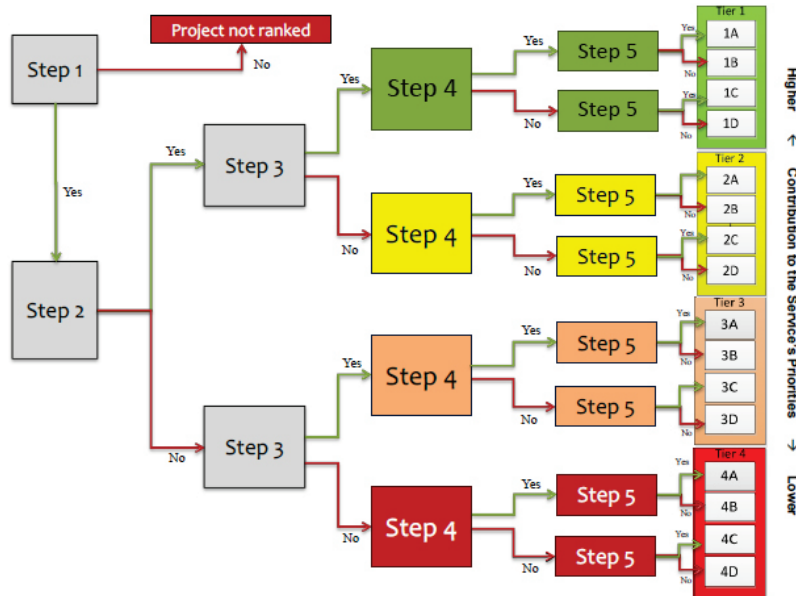 Project not ranked
Step 1
No
Yes
Step 2
Yes
No
Step 3
Yes
No
Step 3
Yes
No
Step 4
Yes
No
Step 4
Yes
No
Step 4
Yes
No
Step 4
Yes
No
Step 5
Yes
No
Step 5
Yes
No
Step 5
Yes
No
Step 5
Yes
No
Step 5
Yes
No
Step 5
Step 5
Yes
No
Step 5
Yes
No
Tier 1
1A
1B
1C
1D
Tier 2
2A
2B
2C
2D
Tier 3
3A
3B
3C
3D
Tier 4
4A
4B
4C
4D
Higher ← Contribution to the Service's Priorities → Lower